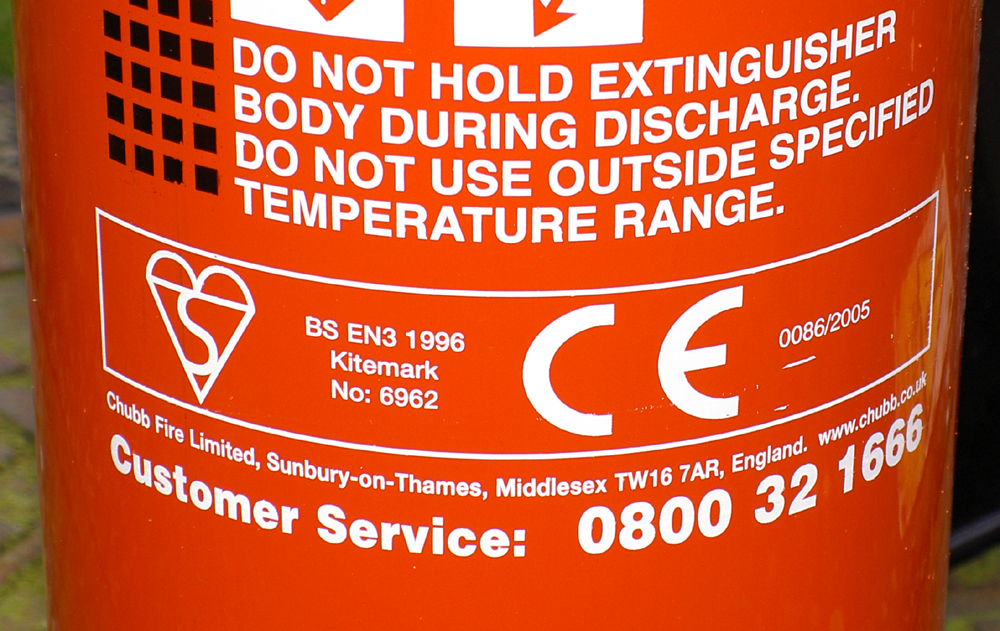 DO NOT HOLD EXTINGUISHER
BODY DURING DISCHARGE.
DO NOT USE OUTSIDE SPECIFIED
TEMPERATURE RANGE.
BS EN3 1996
Kitemark
No: 6962
CE
0086/2005
Chubb Fire Limited, Sunbury-on-Thames, Middlesex TW16 7AR, England. www.chubb.co.uk
Customer Service: 0800 32 1666